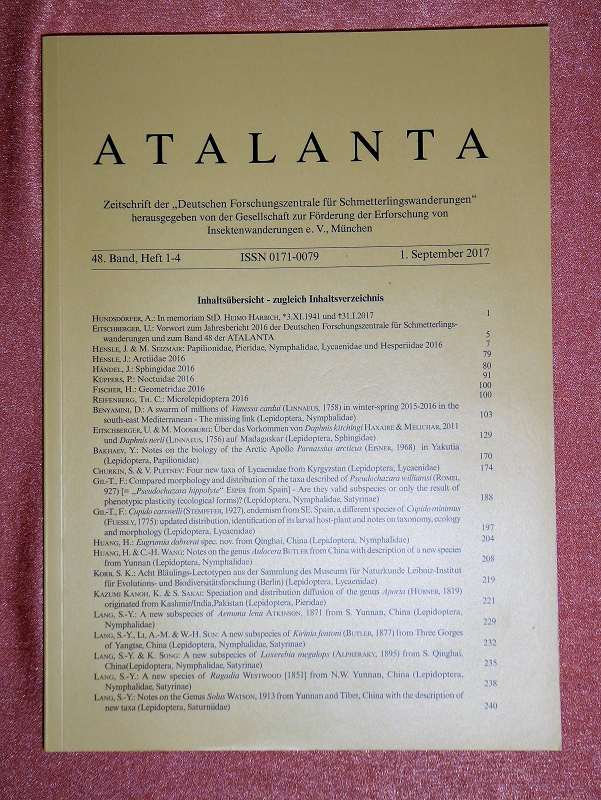 ATALANTA
Zeitschrift der „Deutschen Forschungszentrale für Schmetterlingswanderungen"
herausgegeben von der Gesellschaft zur Förderung der Erforschung von
Insektenwanderungen e. V., München
48. Band, Heft 1-4 ISSN 0171-0079 1. September 2017
Inhaltsübersicht - zugleich Inhaltsverzeichnis
HUNDSDÖRFER, A.: In memoriam StD. HEIMO HARBICH, *3.XI.1941 und †31.I.2017 1
EITSCHBERGER, U.: Vorwort zum Jahresbericht 2016 der Deutschen Forschungszentrale für Schmetterlings-
wanderungen und zum Band 48 der ATALANTA 5
HENSLE, J. & M. SEIZMAIR: Papilionidae, Pieridae, Nymphalidae, Lycaenidae und Hesperiidae 2016 7
HENSLE, J.: Arctiidae 2016 79
HÄNDEL, J.: Sphingidae 2016 80
KÜPPERS, P.: Noctuidae 2016 91
FISCHER, H.: Geometridae 2016 100
REIFENBERG, TH. C.: Microlepidoptera 2016 100
BENYAMINI, D.: A swarm of millions of Vanessa cardui (LINNAEUS, 1758) in winter-spring 2015-2016 in the
south-east Mediterranean - The missing link (Lepidoptera, Nymphalidae) 103
EITSCHBERGER, U. & M. MOONBURG: Über das Vorkommen von Daphnis kitchingi HAXAIRE & MELICHAR, 2011
und Daphnis nerii (LINNAEUS, 1756) auf Madagaskar (Lepidoptera, Sphingidae) 129
BAKHAEV, Y.: Notes on the biology of the Arctic Apollo Parnassius arcticus (EISNER, 1968) in Yakutia
(Lepidoptera, Papilionidae) 170
CHURKIN, S. & V. PLETNEV: Four new taxa of Lycaenidae from Kyrgyzstan (Lepidoptera, Lycaenidae) 174
GIL-T., F.: Compared morphology and distribution of the taxa described of Pseudochazara williamsi (ROMEI,
927) [= „Pseudochazara hippolyte" ESPER from Spain] - Are they valid subspecies or only the result of
phenotypic plasticity (ecological forms)? (Lepidoptera, Nymphalidae, Satyrinae) 188
GIL-T., F.: Cupido carswelli (STEMPFFER, 1927), endemism from SE. Spain, a different species of Cupido minimus
(FUESSLY, 1775): updated distribution, identification of its larval host-plant and notes on taxonomy, ecology
and morphology (Lepidoptera, Lycaenidae) 197
HUANG, H.: Eugrumia dabrerai spec. nov. from Qinghai, China (Lepidoptera, Nymphalidae) 204
HUANG, H. & C.-H. WANG: Notes on the genus Aulocera BUTLER from China with description of a new species
from Yunnan (Lepidoptera, Nymphalidae) 208
KORB, S. K.: Acht Bläulings-Lectotypen aus der Sammlung des Museums für Naturkunde Leibniz-Institut
für Evolutions- und Biodiversitätsforschung (Berlin) (Lepidoptera, Lycaenidae) 219
KAZUMI KANOH, K. & S. SAKAI: Speciation and distribution diffusion of the genus Aporia (HÜBNER, 1819)
originated from Kashmir/India,Pakistan (Lepidoptera, Pieridae) 221
LANG, S.-Y.: A new subspecies of Aemona lena ATKINSON, 1871 from S. Yunnan, China (Lepidoptera,
Nymphalidae) 229
LANG, S.-Y., LI, A.-M. & W.-H. SUN: A new subspecies of Kirinia fentoni (BUTLER, 1877) from Three Gorges
of Yangtse, China (Lepidoptera, Nymphalidae, Satyrinae) 232
LANG, S.-Y. & K. SONG: A new subspecies of Loxerebia megalops (ALPHÉRAKY, 1895) from S. Qinghai,
China(Lepidoptera, Nymphalidae, Satyrinae) 235
LANG, S.-Y.: A new species of Ragadia WESTWOOD [1851] from N.W. Yunnan, China (Lepidoptera,
Nymphalidae, Satyrinae) 238
LANG, S.-Y.: Notes on the Genus Solus WATSON, 1913 from Yunnan and Tibet, China with the description of
new taxa (Lepidoptera, Saturniidae) 240